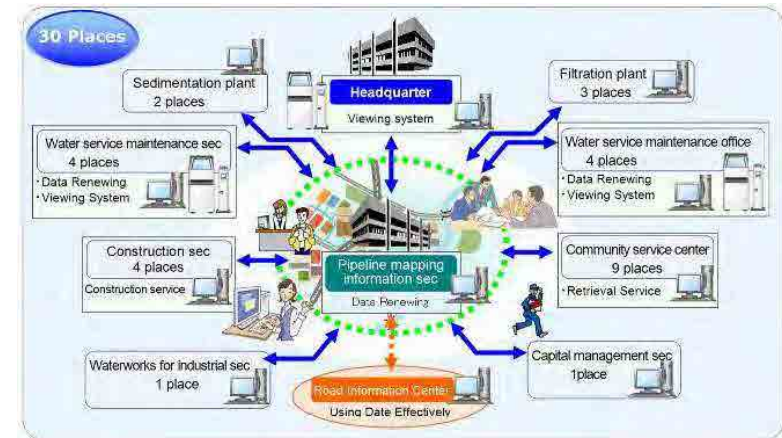 30 Places
Sedimentation plant
2 places
Headquarter
Viewing system
Filtration plant
3 places
Water service maintenance sec
4 places
・Data Renewing
・Viewing System
Water service maintenance office
4 places
・Data Renewing
・Viewing System
Construction sec
4 places
Construction service
Pipeline mapping
information sec
Data Renewing
Community service center
9 places
・Retrieval Service
Waterworks for industrial sec
1 place
Road Information Center
Using Date Effectively
Capital management sec
1place